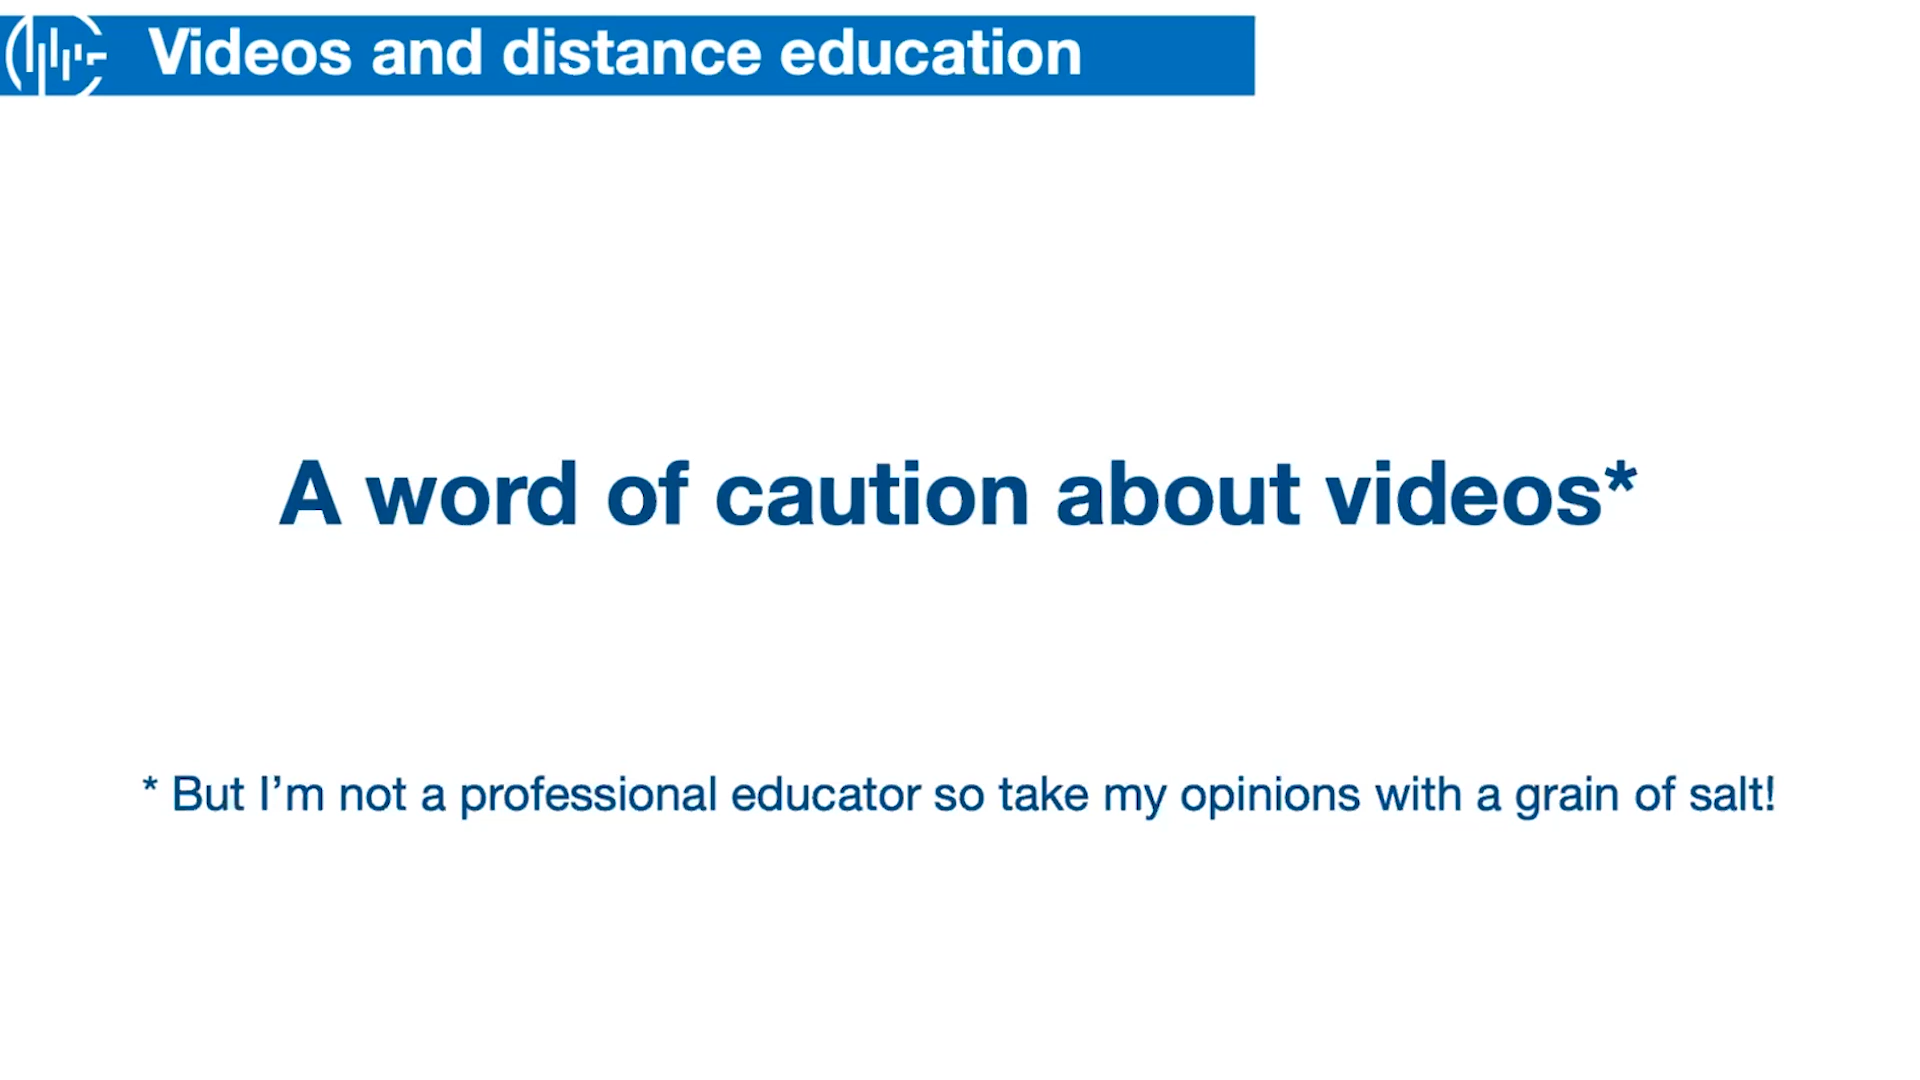 Videos and distance education
A word of caution about videos*
* But I’m not a professional educator so take my opinions with a grain of salt!